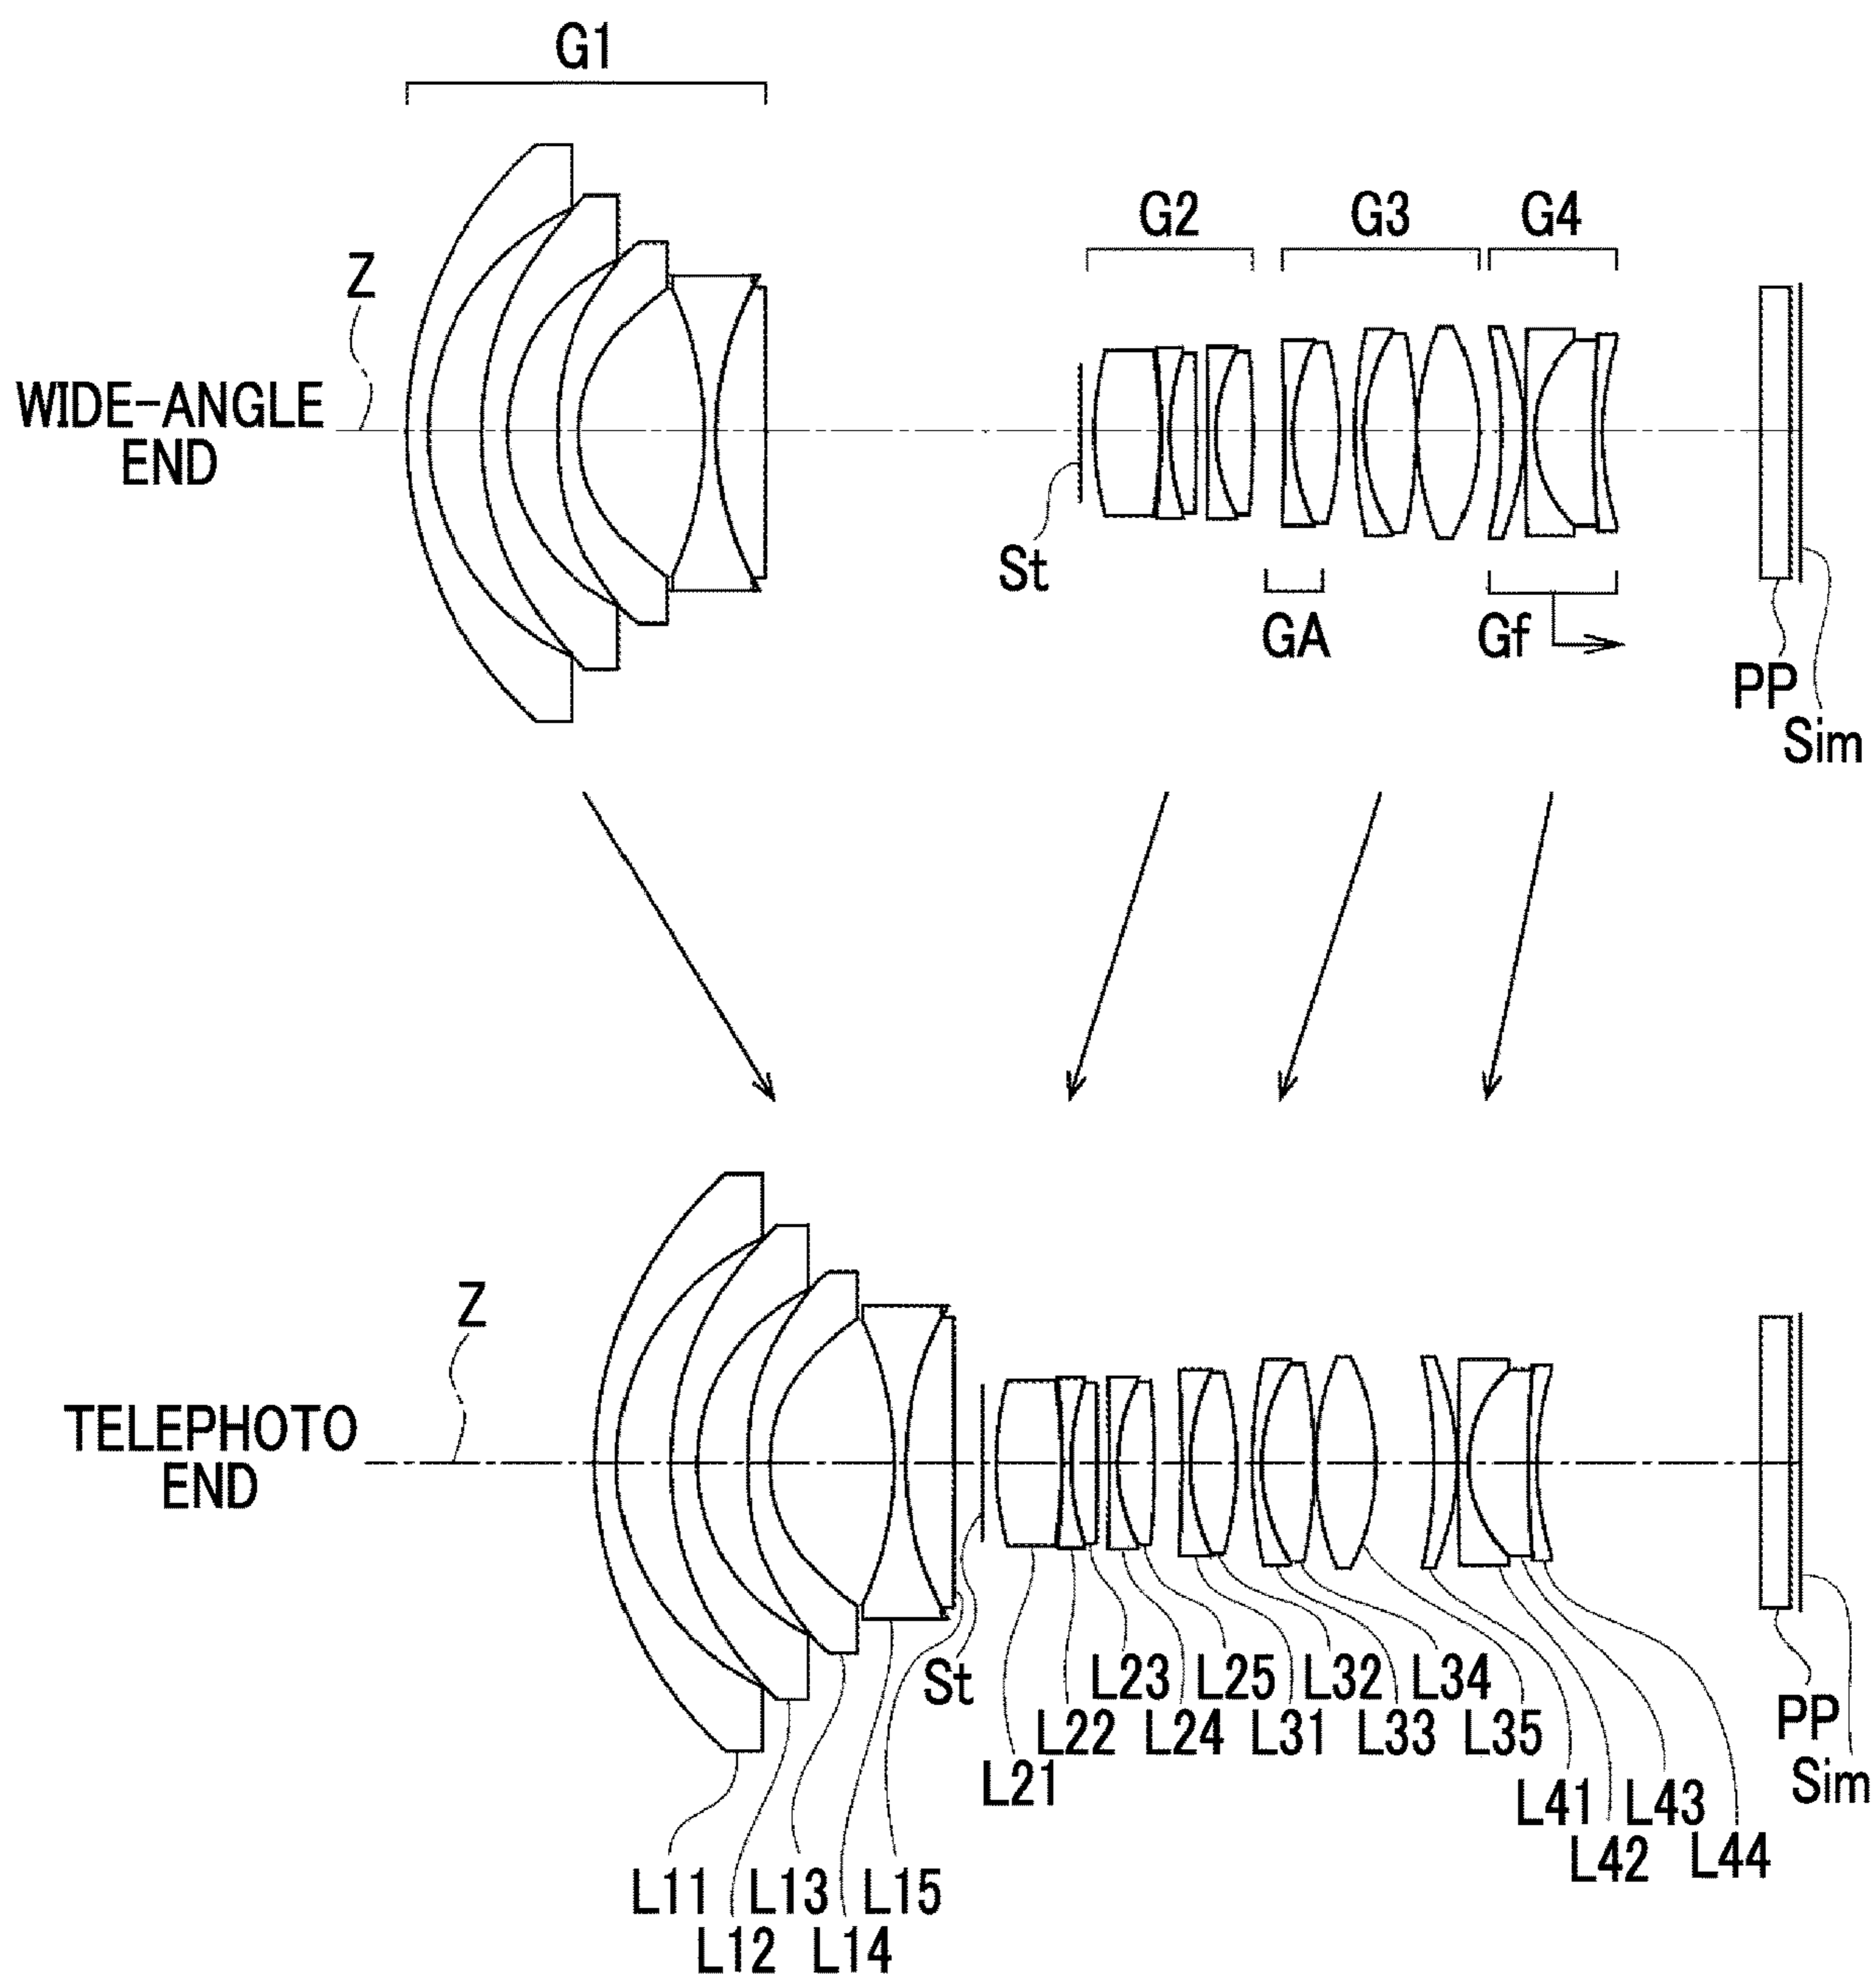 G1
G2
G3
G4
Z
WIDE-ANGLE
END
St
GA
Gf
PP
Sim
Z
TELEPHOTO
END
St
L23
L25
L32
L34
L22
L24
L31
L33
L35
L21
PP
Sim
L41
L43
L42
L44
L11
L13
L15
L12
L14